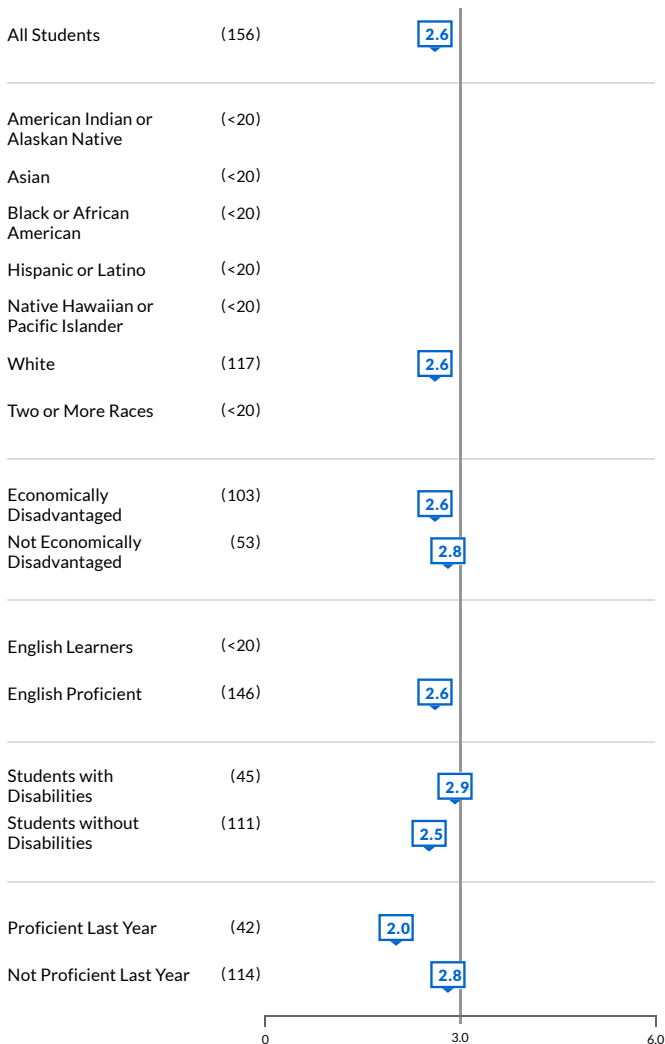 All Students (156) 2.6
American Indian or (<20)
Alaskan Native
Asian (<20)
Black or African (<20)
American
Hispanic or Latino (<20)
Native Hawaiian or (<20)
Pacific Islander
White (117) 2.6
Two or More Races (<20)
Economically (103) 2.6
Disadvantaged
Not Economically (53) 2.8
Disadvantaged
English Learners (<20)
English Proficient (146) 2.6
Students with (45) 2.9
Disabilities
Students without (111) 2.5
Disabilities
Proficient Last Year (42) 2.0
Not Proficient Last Year (114) 2.8
0 3.0 6.0